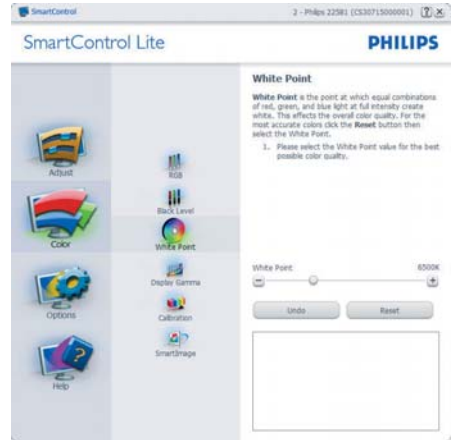 SmartControl
2 - Philips 225B1 (CS30715000001)
SmartControl Lite
PHILIPS
Adjust
Color
Options
Help
RGB
Black Level
White Point
Display Gamma
Calibration
SmartImage
White Point
White Point is the point at which equal combinations
of red, green, and blue light at full intensity create
white. This effects the overall color quality. For the
most accurate colors click the Reset button then
select the White Point.
1. Please select the White Point value for the best
possible color quality.
White Point 6500K
Undo Reset